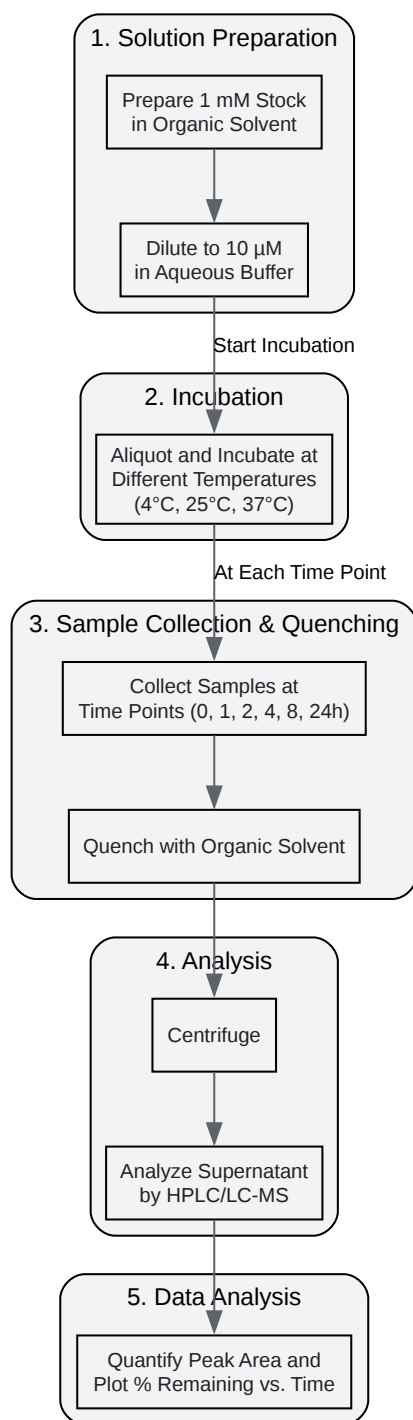 1. Solution Preparation
Prepare 1 mM Stock
in Organic Solvent
Dilute to 10 µM
in Aqueous Buffer
Start Incubation
2. Incubation
Aliquot and Incubate at
Different Temperatures
(4°C, 25°C, 37°C)
At Each Time Point
3. Sample Collection & Quenching
Collect Samples at
Time Points (0, 1, 2, 4, 8, 24h)
Quench with Organic Solvent
4. Analysis
Centrifuge
Analyze Supernatant
by HPLC/LC-MS
5. Data Analysis
Quantify Peak Area and
Plot % Remaining vs. Time